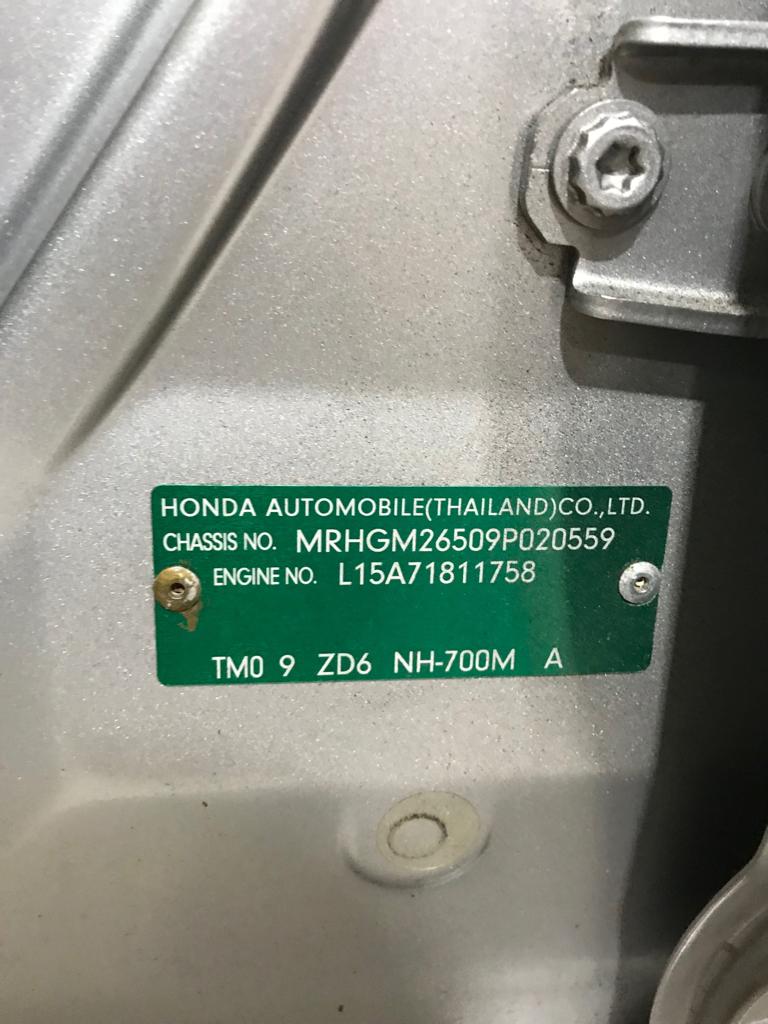 HONDA AUTOMOBILE(THAILAND)CO.,LTD.
CHASSIS NO. MRHGM26509P020559
ENGINE NO. L15A71811758
TM0 9 ZD6 NH-700M A